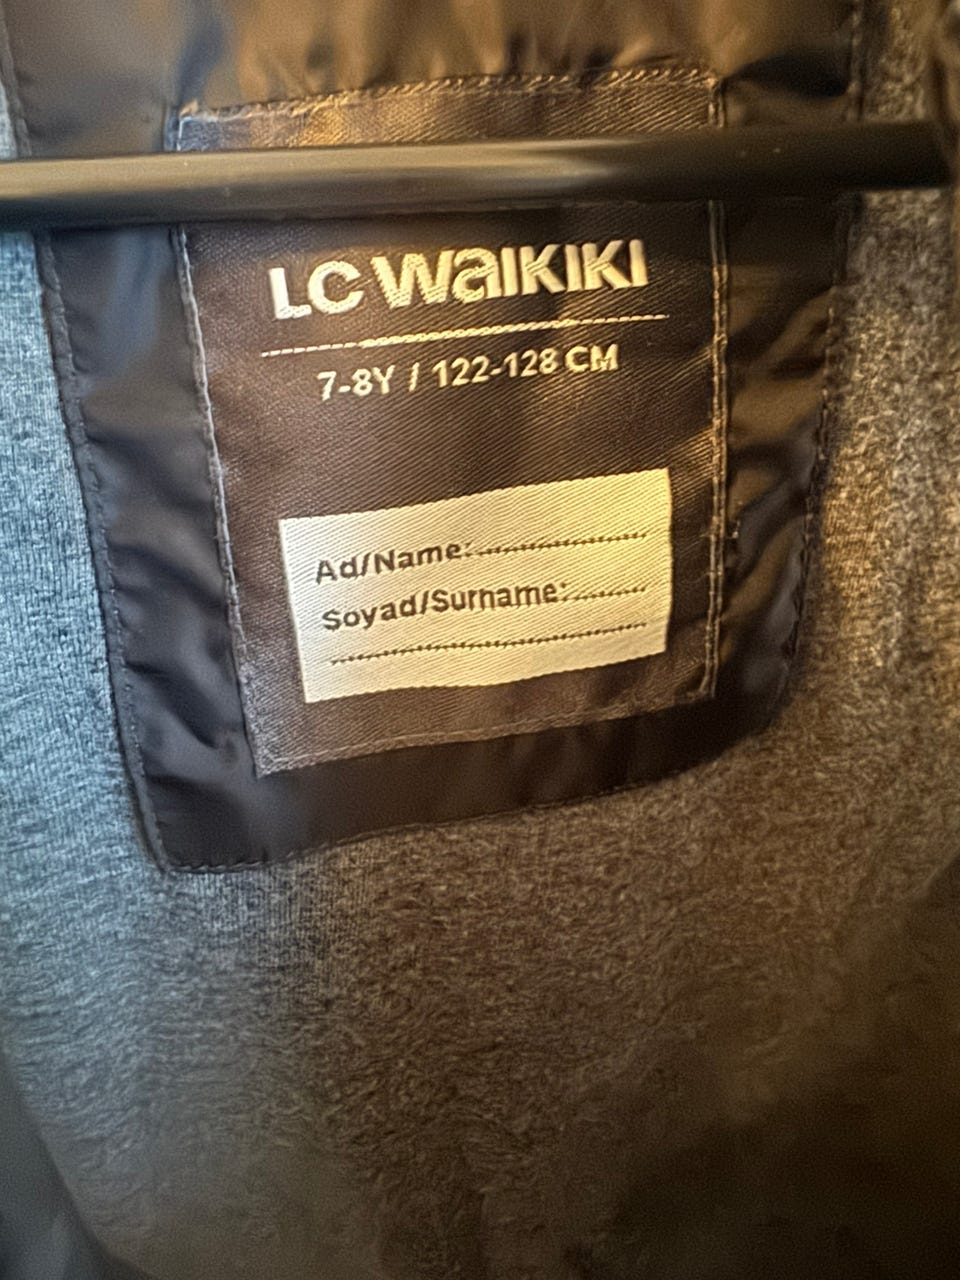 LC WAIKIKI
7-8Y / 122-128 CM
Ad/Name:....................
Soyad/Surname:.........
.......................................